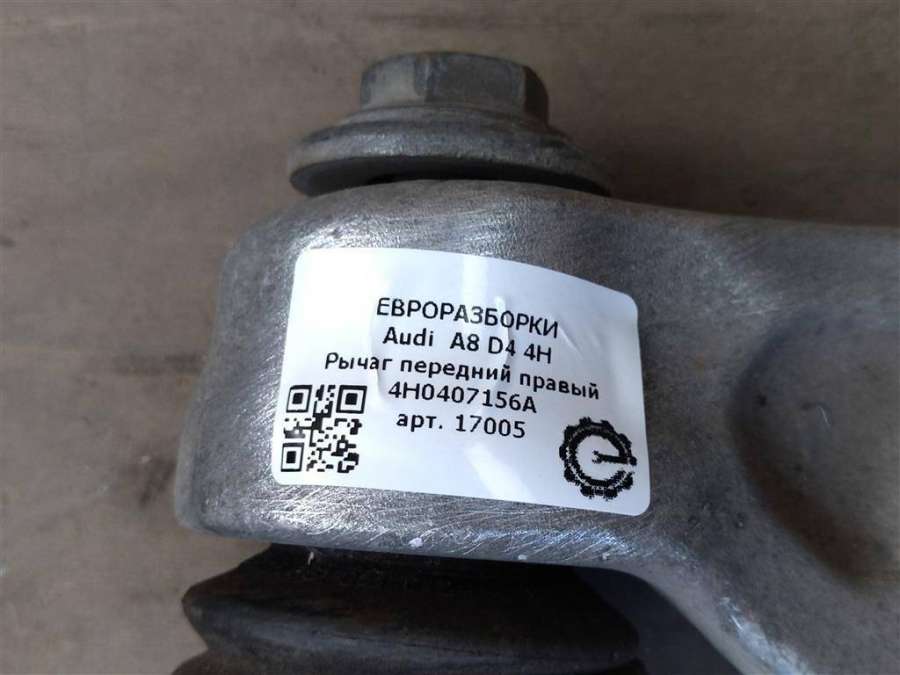 ЕВРОРАЗБОРКИ
Audi A8 D4 4H
Рычаг передний правый
4H0407156A
арт. 17005